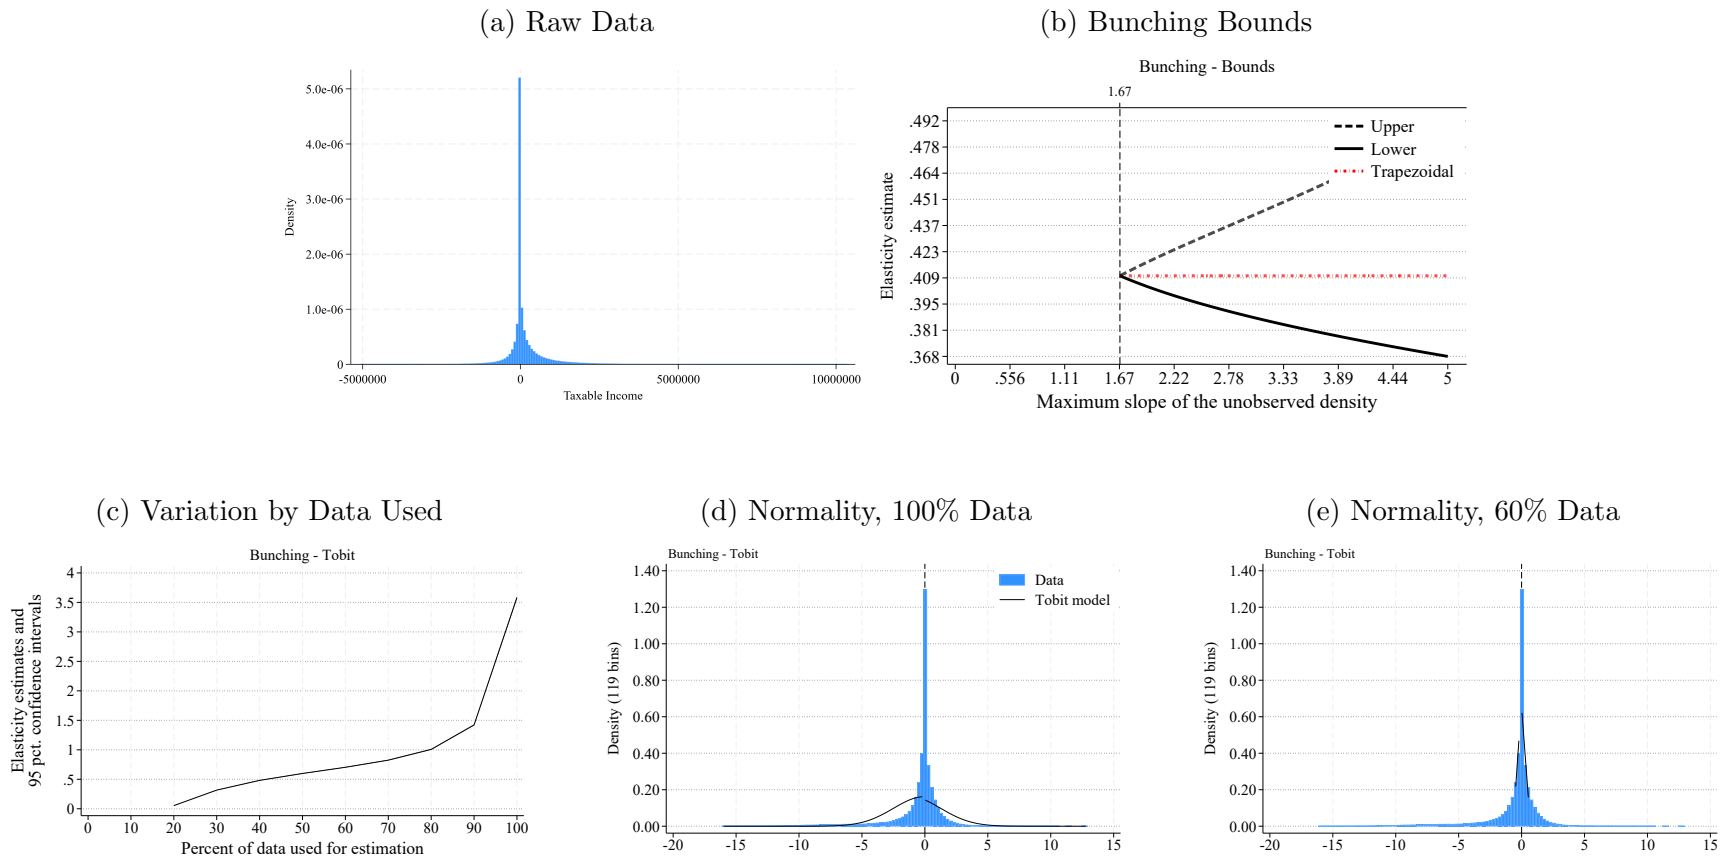 (a) Raw Data
5.0e-06
4.0e-06
3.0e-06
2.0e-06
1.0e-06
0
Density
-5000000 0 5000000 10000000
Taxable Income
(b) Bunching Bounds
Bunching - Bounds
1.67
.492
.478
.464
.451
.437
.423
.409
.395
.381
.368
Elasticity estimate
Upper
Lower
Trapezoidal
0 .556 1.11 1.67 2.22 2.78 3.33 3.89 4.44 5
Maximum slope of the unobserved density
(c) Variation by Data Used
Bunching - Tobit
4
3.5
3
2.5
2
1.5
1
.5
0
Elasticity estimates and
95 pct. confidence intervals
0 10 20 30 40 50 60 70 80 90 100
Percent of data used for estimation
(d) Normality, 100% Data
Bunching - Tobit
1.40
1.20
1.00
0.80
0.60
0.40
0.20
0.00
Density (119 bins)
Data
Tobit model
-20 -15 -10 -5 0 5 10 15
(e) Normality, 60% Data
Bunching - Tobit
1.40
1.20
1.00
0.80
0.60
0.40
0.20
0.00
Density (119 bins)
-20 -15 -10 -5 0 5 10 15